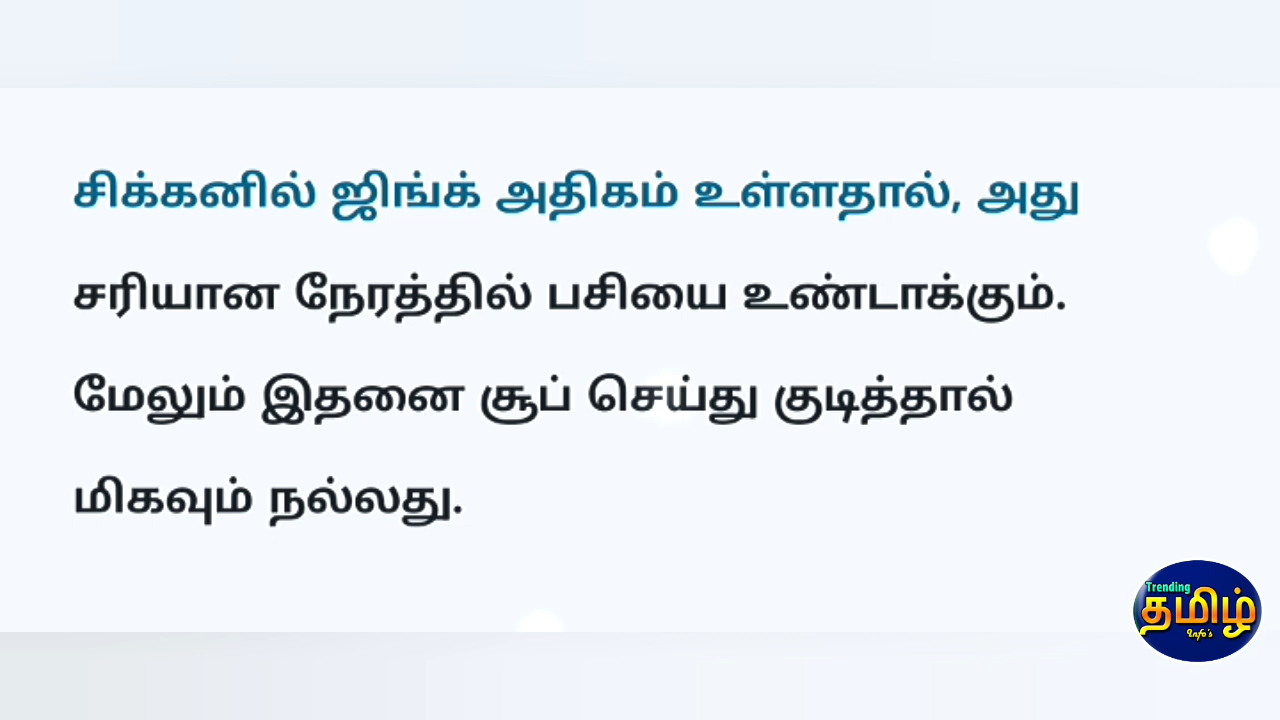 சிக்கனில் ஜிங்க் அதிகம் உள்ளதால், அது
சரியான நேரத்தில் பசியை உண்டாக்கும்.
மேலும் இதனை சூப் செய்து குடித்தால்
மிகவும் நல்லது.
Trending
தமிழ்
Info's